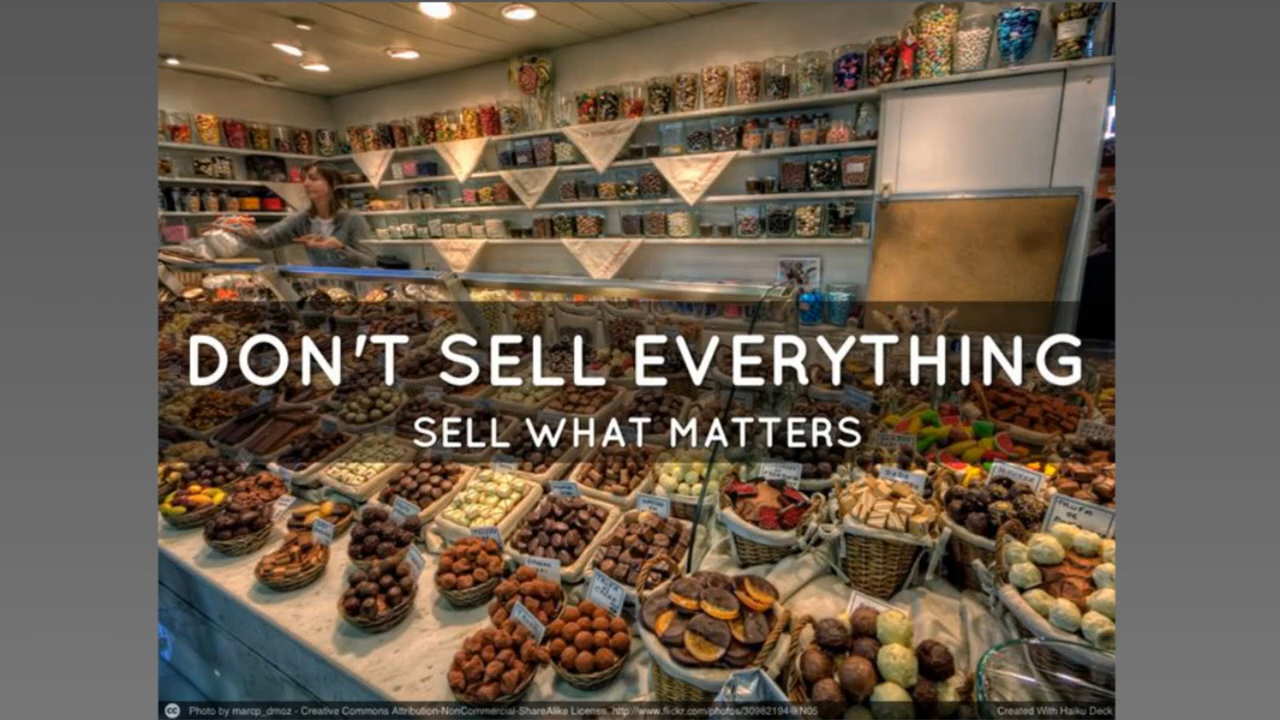 DON'T SELL EVERYTHING
SELL WHAT MATTERS
Photo by marcp_dmoz - Creative Commons Attribution-NonCommercial-ShareAlike License http://www.flickr.com/photos/30982194@N05
Created With Haiku Deck